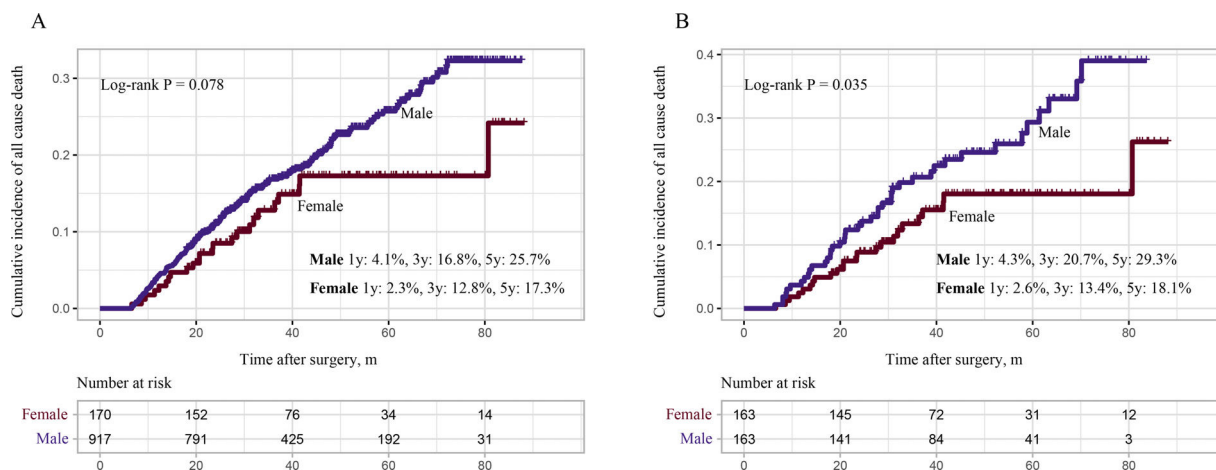 A
Cumulative incidence of all cause death
0.3
0.2
0.1
0.0
Log-rank P = 0.078
Male
Female
Male 1y: 4.1%, 3y: 16.8%, 5y: 25.7%
Female 1y: 2.3%, 3y: 12.8%, 5y: 17.3%
0 20 40 60 80
Time after surgery, m
Number at risk
Female 170 152 76 34 14
Male 917 791 425 192 31
0 20 40 60 80
B
Cumulative incidence of all cause death
0.4
0.3
0.2
0.1
0.0
Log-rank P = 0.035
Male
Female
Male 1y: 4.3%, 3y: 20.7%, 5y: 29.3%
Female 1y: 2.6%, 3y: 13.4%, 5y: 18.1%
0 20 40 60 80
Time after surgery, m
Number at risk
Female 163 145 72 31 12
Male 163 141 84 41 3
0 20 40 60 80